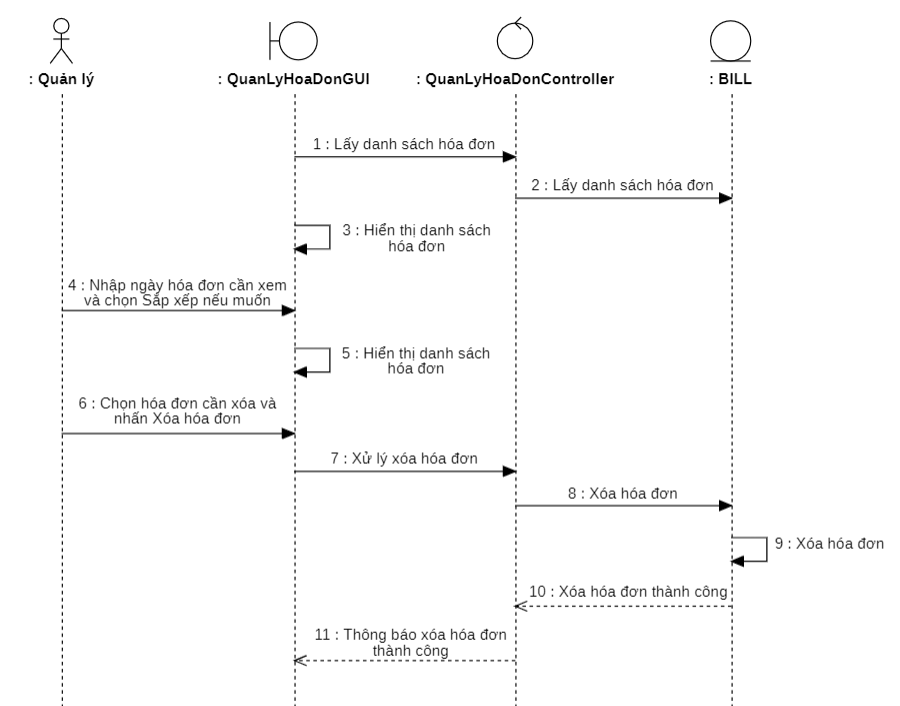 : Quản lý
: QuanLyHoaDonGUI
: QuanLyHoaDonController
: BILL
1 : Lấy danh sách hóa đơn
2 : Lấy danh sách hóa đơn
3 : Hiển thị danh sách
hóa đơn
4 : Nhập ngày hóa đơn cần xem
và chọn Sắp xếp nếu muốn
5 : Hiển thị danh sách
hóa đơn
6 : Chọn hóa đơn cần xóa và
nhấn Xóa hóa đơn
7 : Xử lý xóa hóa đơn
8 : Xóa hóa đơn
9 : Xóa hóa đơn
10 : Xóa hóa đơn thành công
11 : Thông báo xóa hóa đơn
thành công